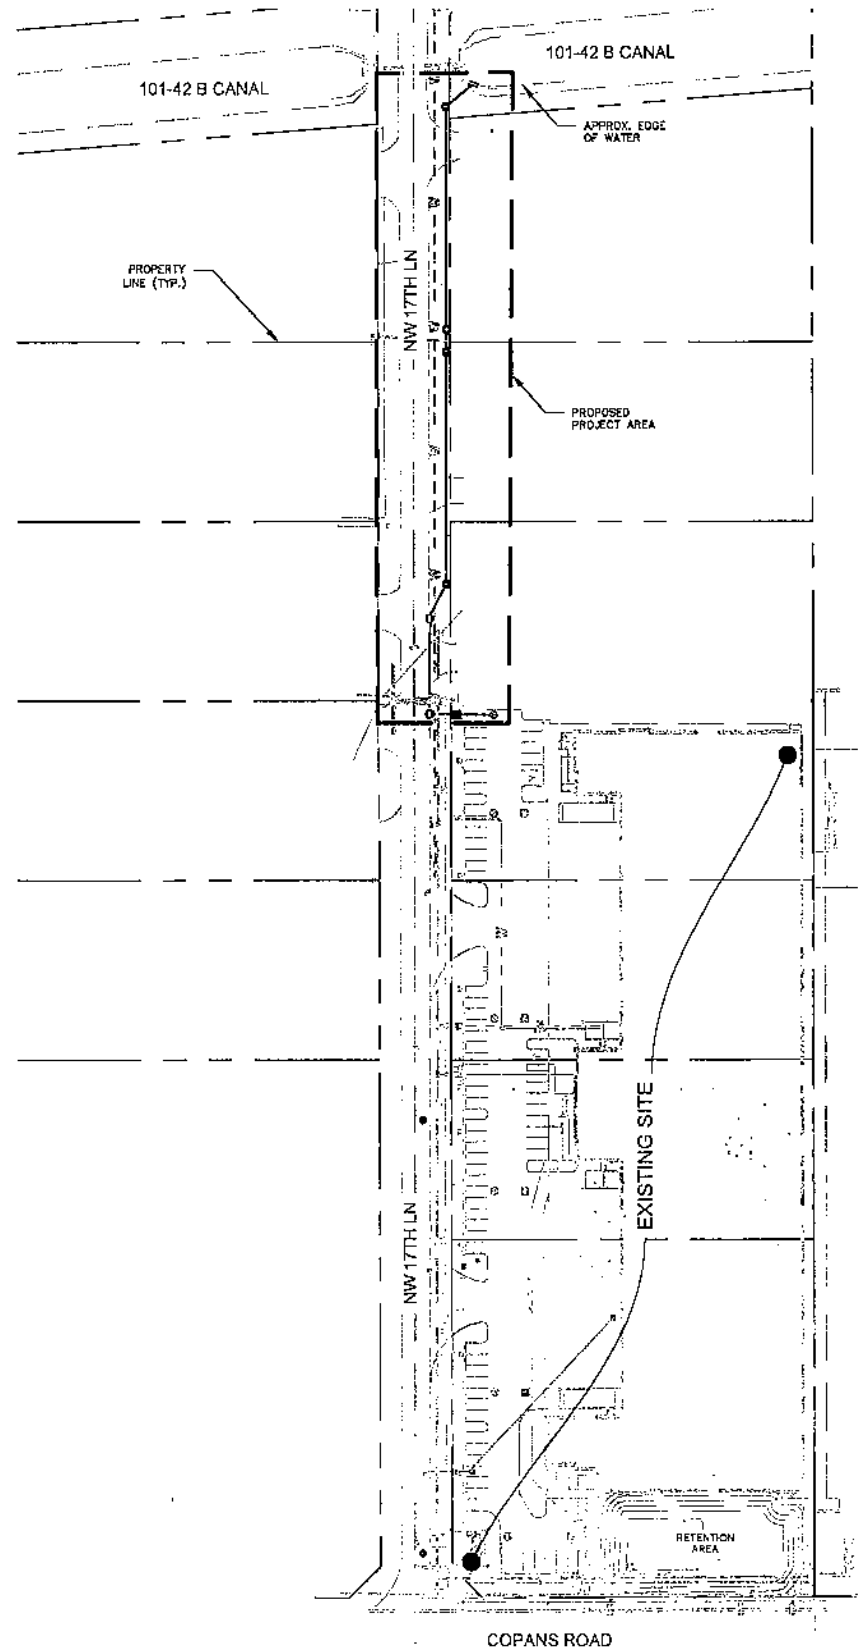 101-42 B CANAL
101-42 B CANAL
APPROX. EDGE
OF WATER
PROPERTY
LINE (TYP.)
NW 17TH LN
PROPOSED
PROJECT AREA
EXISTING SITE
NW 17TH LN
RETENTION
AREA
COPANS ROAD